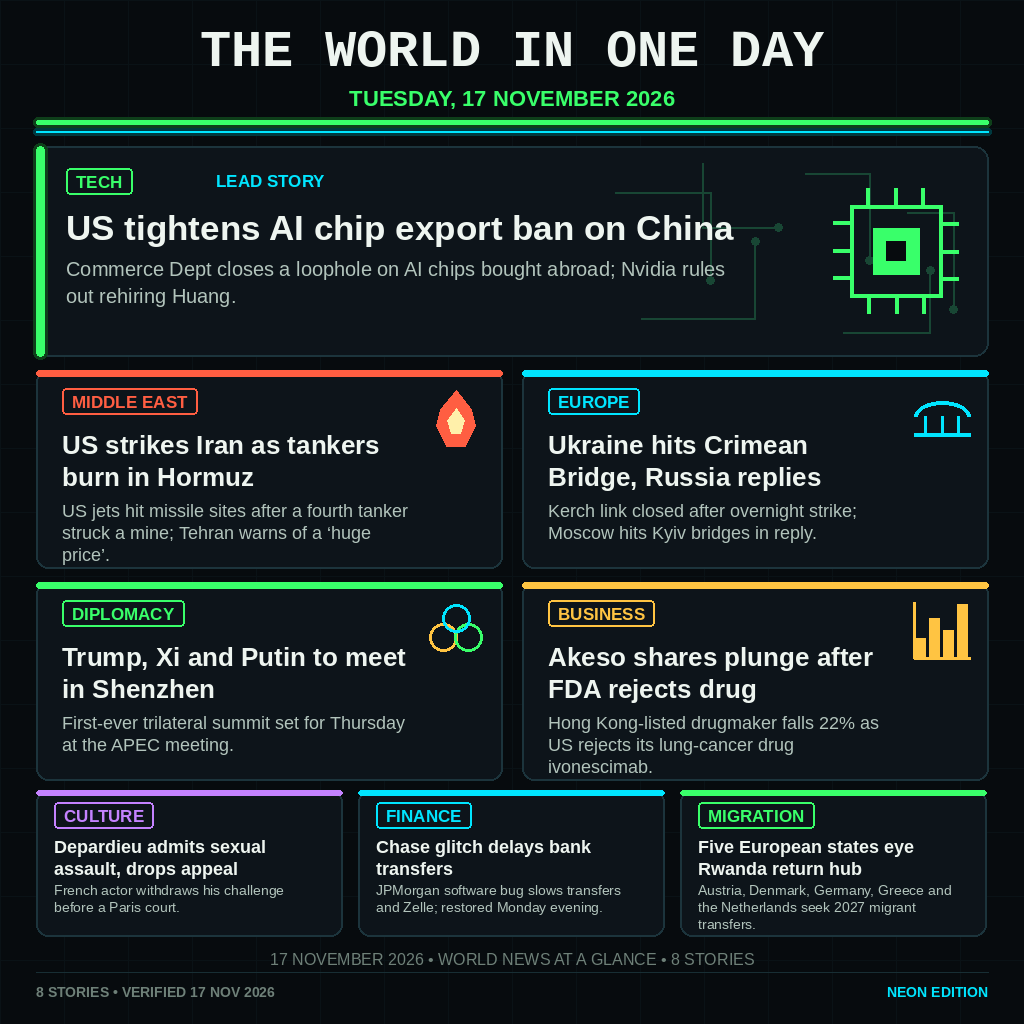 THE WORLD IN ONE DAY
TUESDAY, 17 NOVEMBER 2026
TECH
LEAD STORY
US tightens AI chip export ban on China
Commerce Dept closes a loophole on AI chips bought abroad; Nvidia rules
out rehiring Huang.
MIDDLE EAST
US strikes Iran as tankers
burn in Hormuz
US jets hit missile sites after a fourth tanker
struck a mine; Tehran warns of a ‘huge
price’.
EUROPE
Ukraine hits Crimean
Bridge, Russia replies
Kerch link closed after overnight strike;
Moscow hits Kyiv bridges in reply.
DIPLOMACY
Trump, Xi and Putin to meet
in Shenzhen
First-ever trilateral summit set for Thursday
at the APEC meeting.
BUSINESS
Akeso shares plunge after
FDA rejects drug
Hong Kong-listed drugmaker falls 22% as
US rejects its lung-cancer drug
ivonescimab.
CULTURE
Depardieu admits sexual
assault, drops appeal
French actor withdraws his challenge
before a Paris court.
FINANCE
Chase glitch delays bank
transfers
JPMorgan software bug slows transfers
and Zelle; restored Monday evening.
MIGRATION
Five European states eye
Rwanda return hub
Austria, Denmark, Germany, Greece and
the Netherlands seek 2027 migrant
transfers.
17 NOVEMBER 2026 • WORLD NEWS AT A GLANCE • 8 STORIES
8 STORIES • VERIFIED 17 NOV 2026
NEON EDITION